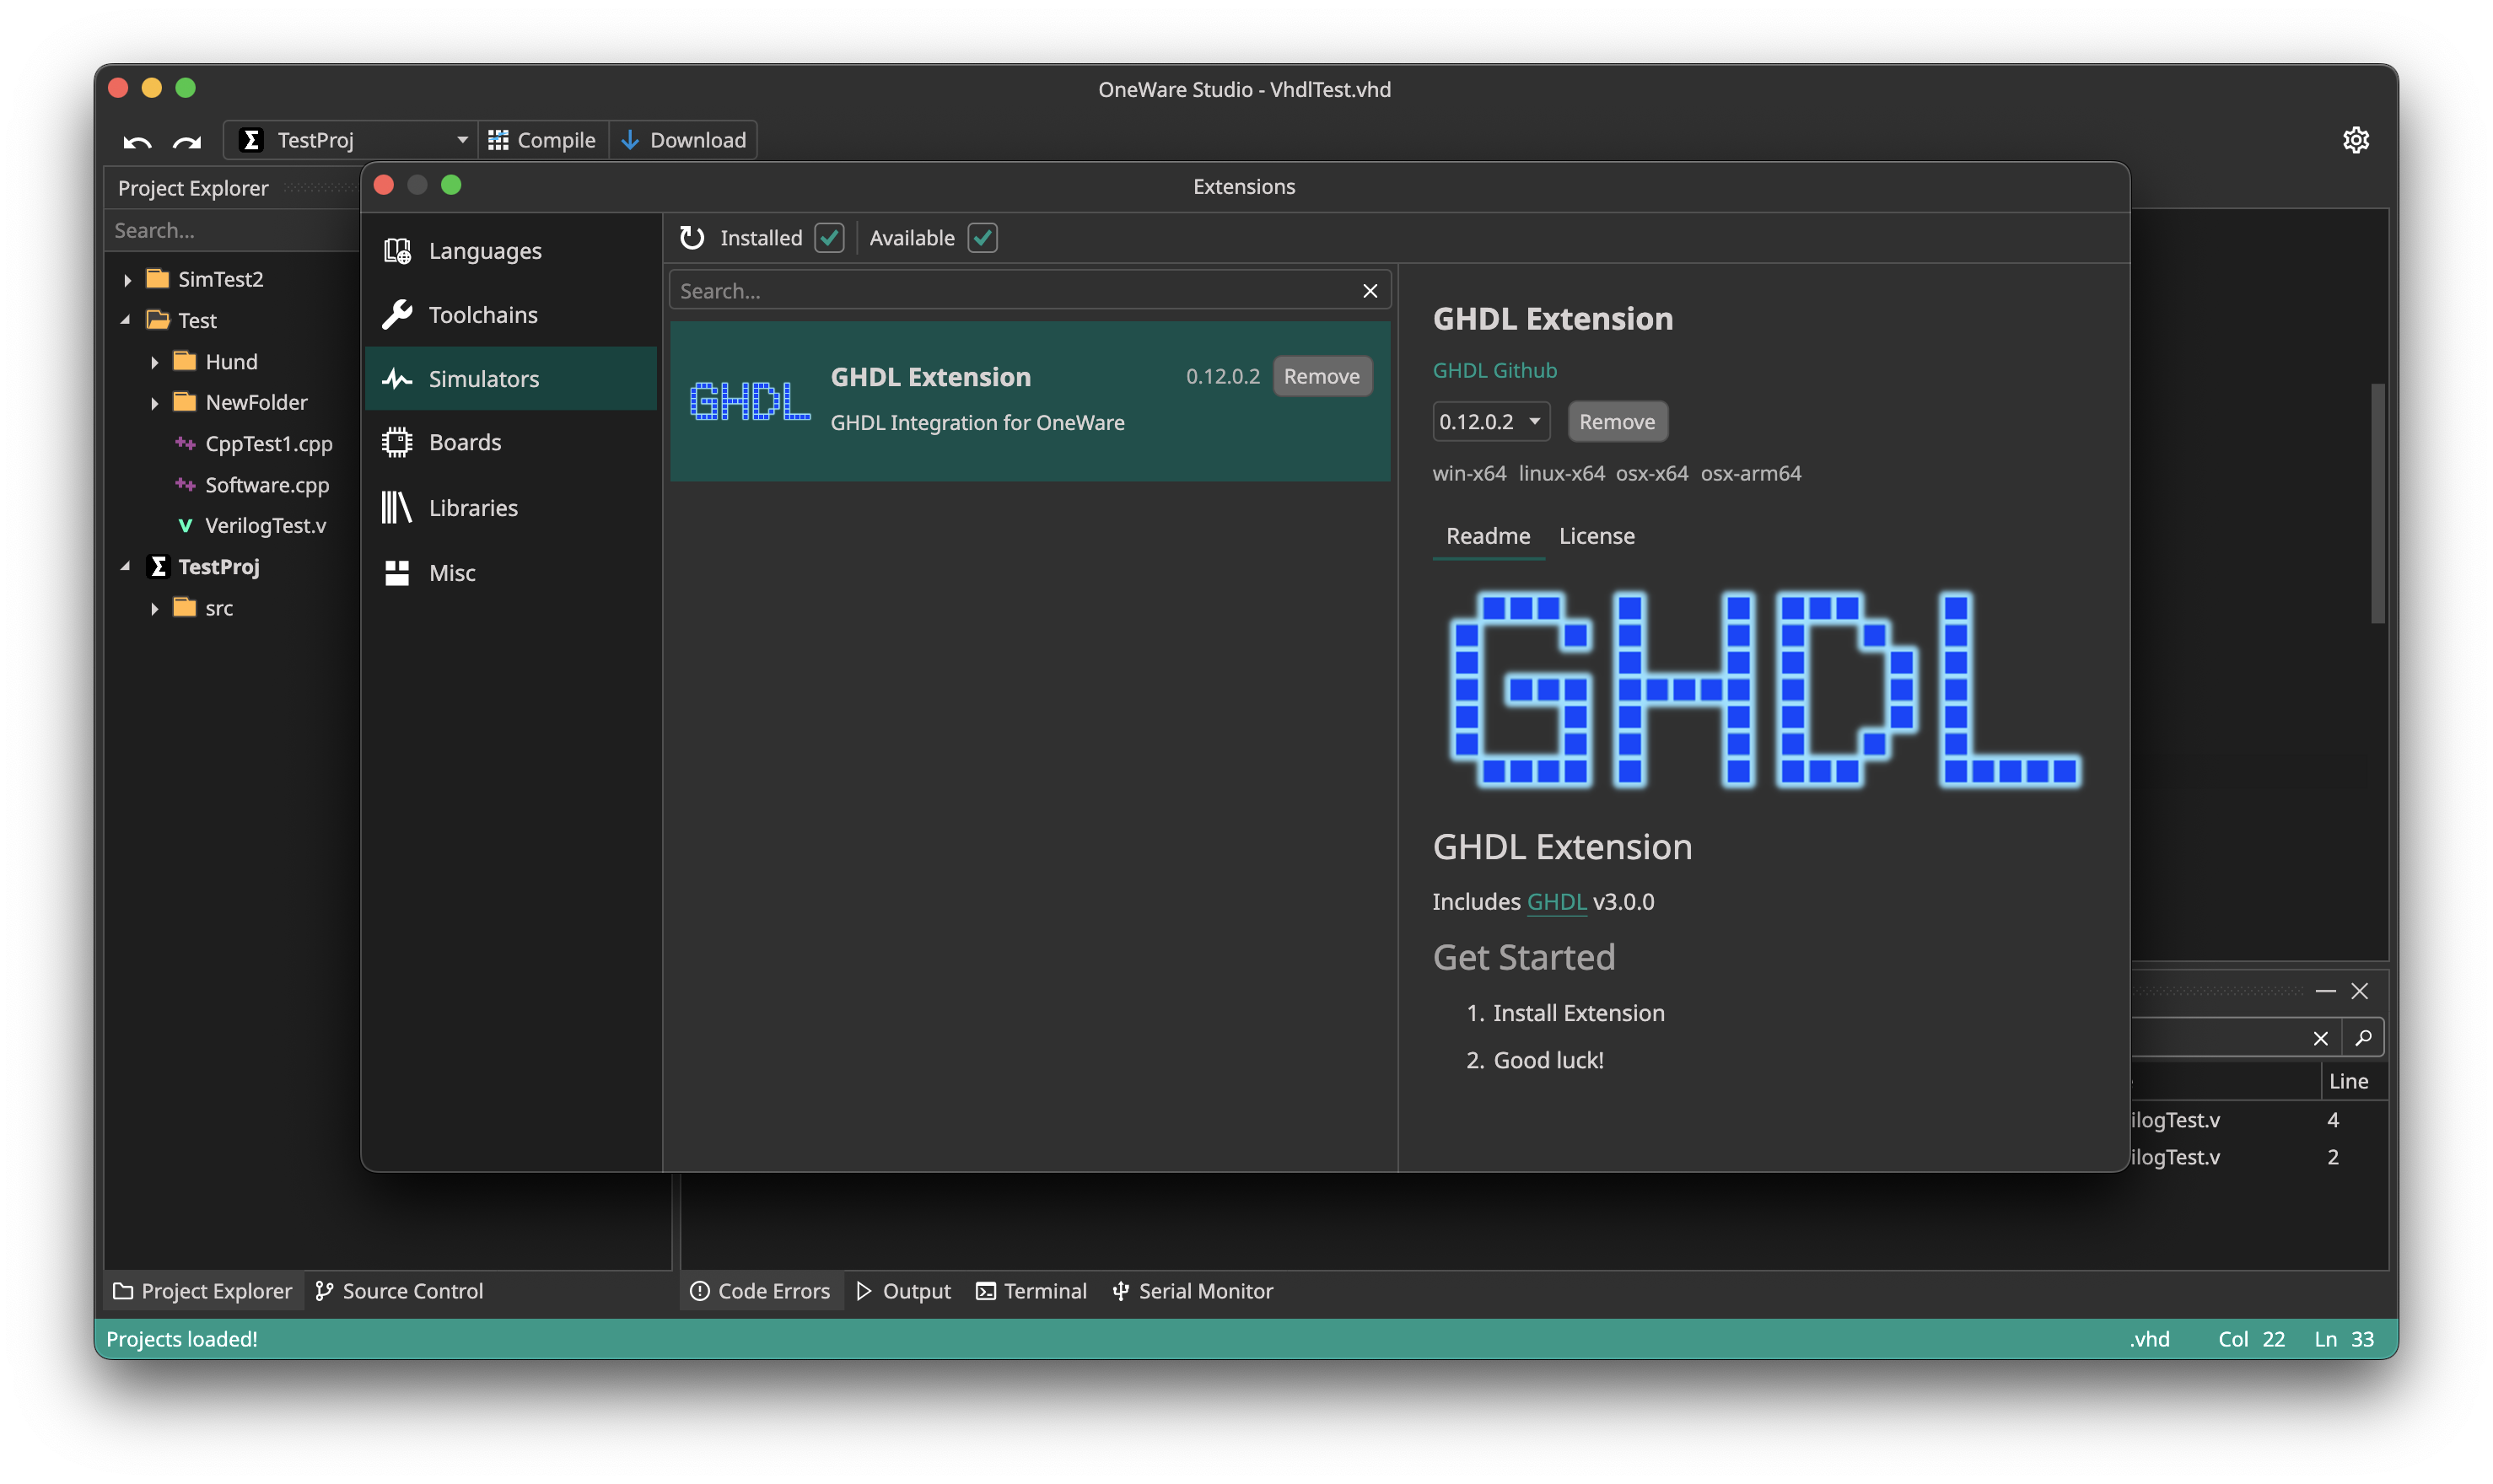 OneWare Studio - VhdlTest.vhd
TestProj
Compile
Download
Project Explorer
Search...
SimTest2
Test
Hund
NewFolder
CppTest1.cpp
Software.cpp
VerilogTest.v
TestProj
src
Extensions
Languages
Toolchains
Simulators
Boards
Libraries
Misc
Installed
Available
Search...
GHDL
GHDL Extension
0.12.0.2
Remove
GHDL Integration for OneWare
GHDL Extension
GHDL Github
0.12.0.2
Remove
win-x64 linux-x64 osx-x64 osx-arm64
Readme
License
GHDL
GHDL Extension
Includes GHDL v3.0.0
Get Started
1. Install Extension
2. Good luck!
Line
ilogTest.v 4
ilogTest.v 2
Project Explorer
Source Control
Code Errors
Output
Terminal
Serial Monitor
Projects loaded!
.vhd
Col 22
Ln 33